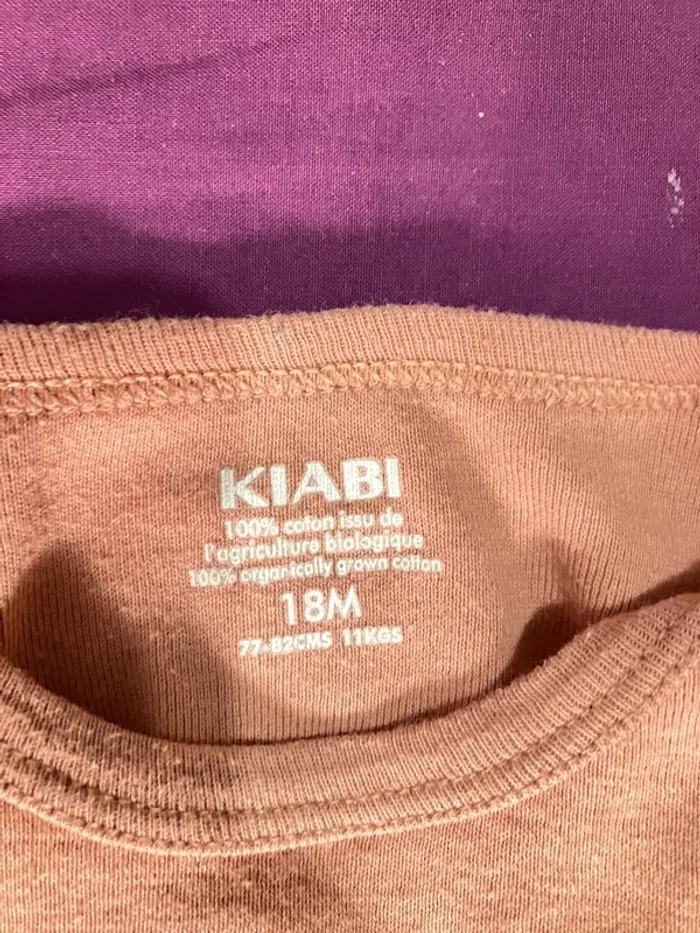 KIABI
100% coton issu de
l'agriculture biologique
100% organically grown cotton
18M
77-82CMS 11KGS